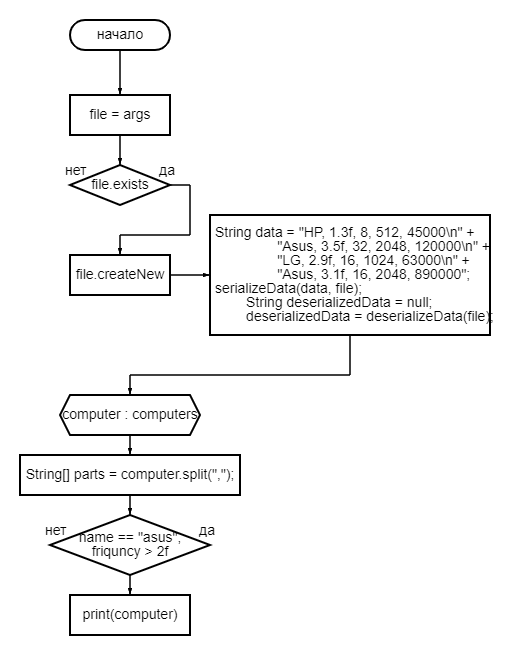 начало
file = args
нет
да
file.exists
file.createNew
String data = "HP, 1.3f, 8, 512, 45000\n" +
"Asus, 3.5f, 32, 2048, 120000\n" +
"LG, 2.9f, 16, 1024, 63000\n" +
"Asus, 3.1f, 16, 2048, 890000";
serializeData(data, file);
String deserializedData = null;
deserializedData = deserializeData(file);
computer : computers
String[] parts = computer.split(",");
нет
да
name == "asus",
friquncy > 2f
print(computer)